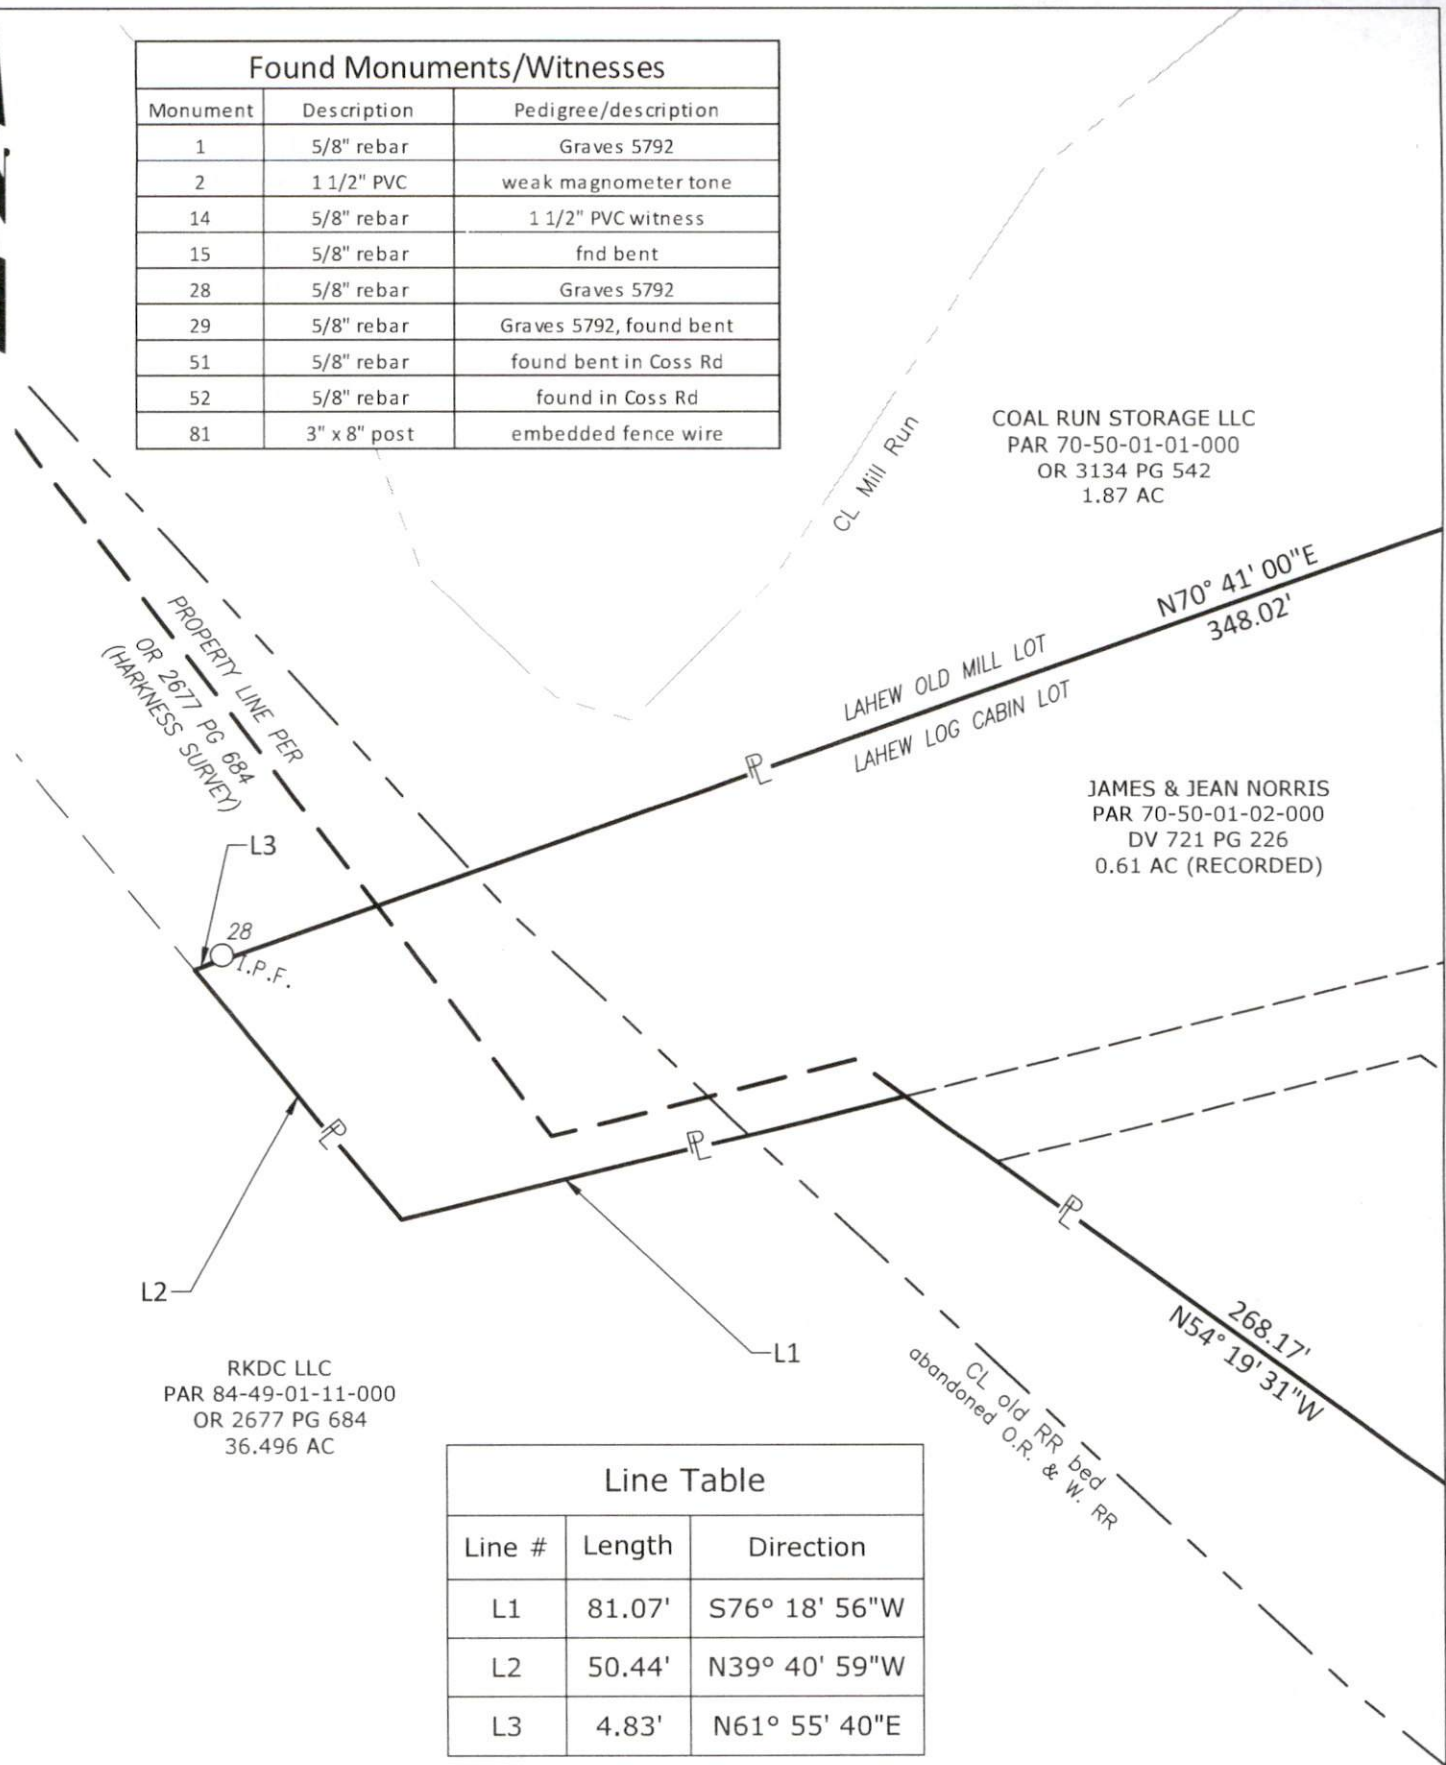 Found Monuments/Witnesses
Monument Description Pedigree/description
1 5/8" rebar Graves 5792
2 1 1/2" PVC weak magnometer tone
14 5/8" rebar 1 1/2" PVC witness
15 5/8" rebar fnd bent
28 5/8" rebar Graves 5792
29 5/8" rebar Graves 5792, found bent
51 5/8" rebar found bent in Coss Rd
52 5/8" rebar found in Coss Rd
81 3" x 8" post embedded fence wire
CL Mill Run
COAL RUN STORAGE LLC
PAR 70-50-01-01-000
OR 3134 PG 542
1.87 AC
N70° 41' 00"E
348.02'
PROPERTY LINE PER
OR 2677 PG 684
(HARKNESS SURVEY)
LAHEW OLD MILL LOT
LAHEW LOG CABIN LOT
PL
JAMES & JEAN NORRIS
PAR 70-50-01-02-000
DV 721 PG 226
0.61 AC (RECORDED)
L3
28
I.P.F.
PL
PL
PL
L2
L1
268.17'
N54° 19' 31"W
CL old RR bed
abandoned O.R. & W. RR
RKDC LLC
PAR 84-49-01-11-000
OR 2677 PG 684
36.496 AC
Line Table
Line # Length Direction
L1 81.07' S76° 18' 56"W
L2 50.44' N39° 40' 59"W
L3 4.83' N61° 55' 40"E